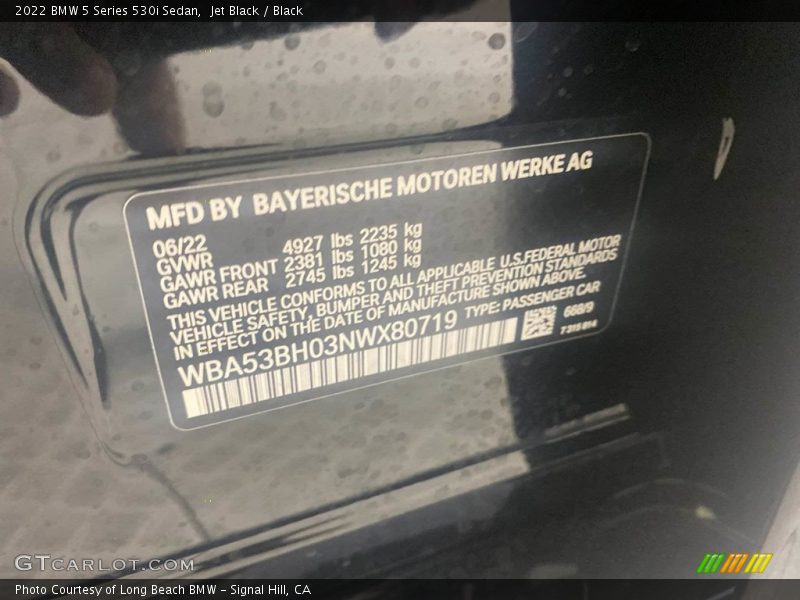 2022 BMW 5 Series 530i Sedan, Jet Black / Black
MFD BY BAYERISCHE MOTOREN WERKE AG
06/22
GVWR 4927 lbs 2235 kg
GAWR FRONT 2381 lbs 1080 kg
GAWR REAR 2745 lbs 1245 kg
THIS VEHICLE CONFORMS TO ALL APPLICABLE U.S.FEDERAL MOTOR
VEHICLE SAFETY, BUMPER AND THEFT PREVENTION STANDARDS
IN EFFECT ON THE DATE OF MANUFACTURE SHOWN ABOVE.
WBA53BH03NWX80719 TYPE: PASSENGER CAR
668/9
7315814
GTCARLOT.COM
Photo Courtesy of Long Beach BMW – Signal Hill, CA